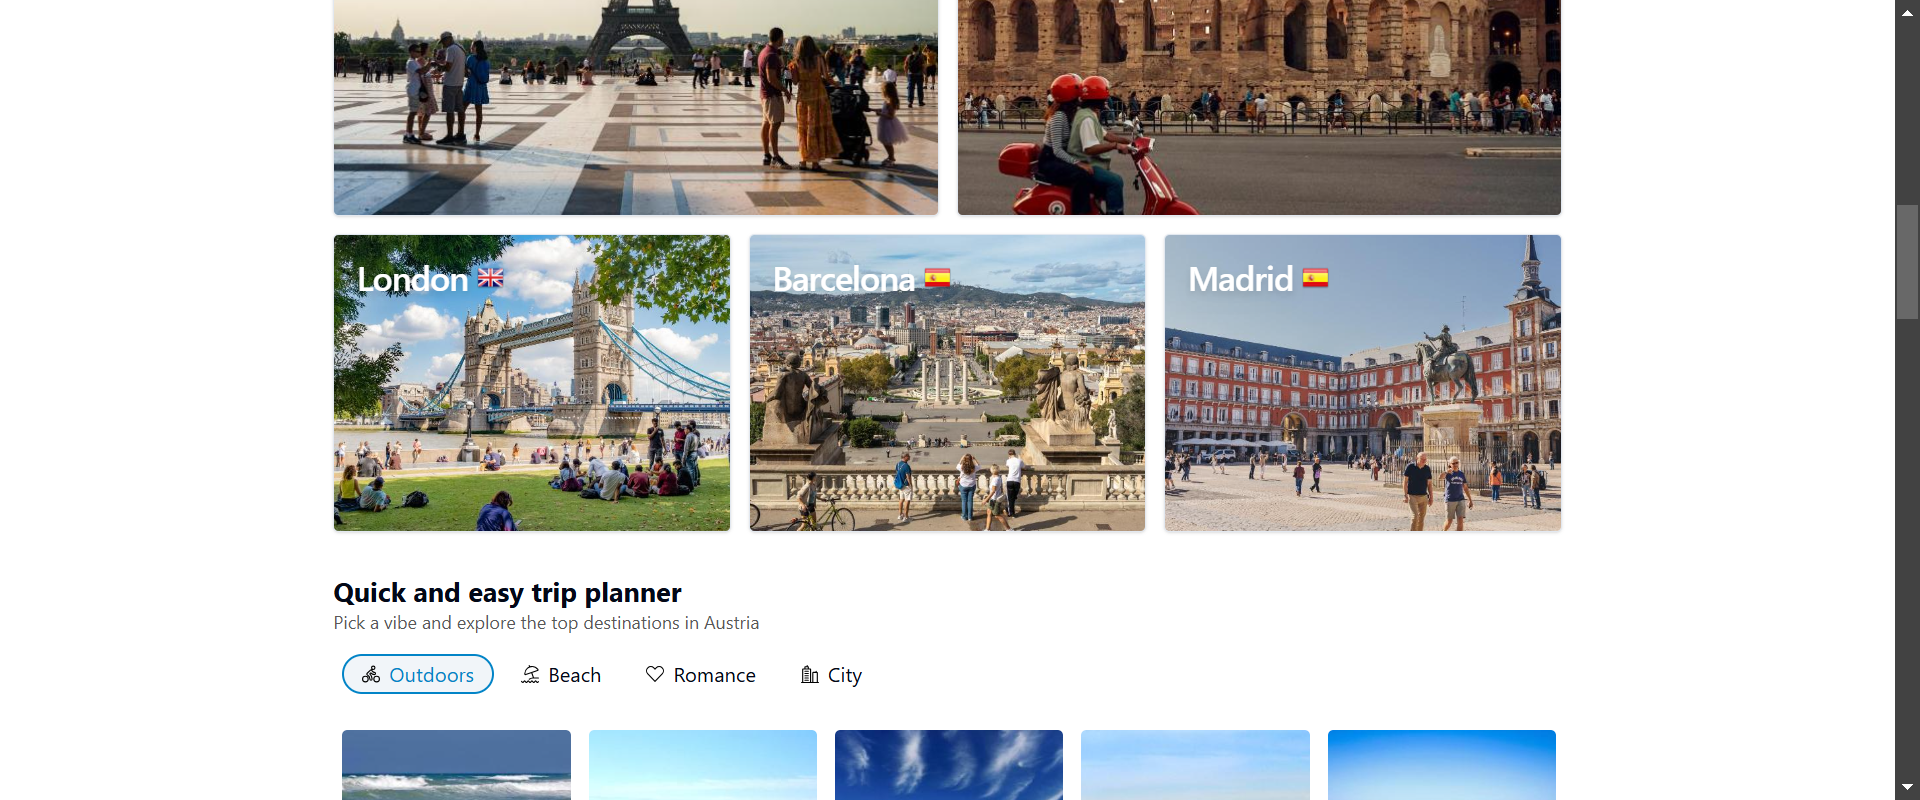 London
Barcelona
Madrid
Quick and easy trip planner
Pick a vibe and explore the top destinations in Austria
Outdoors
Beach
Romance
City